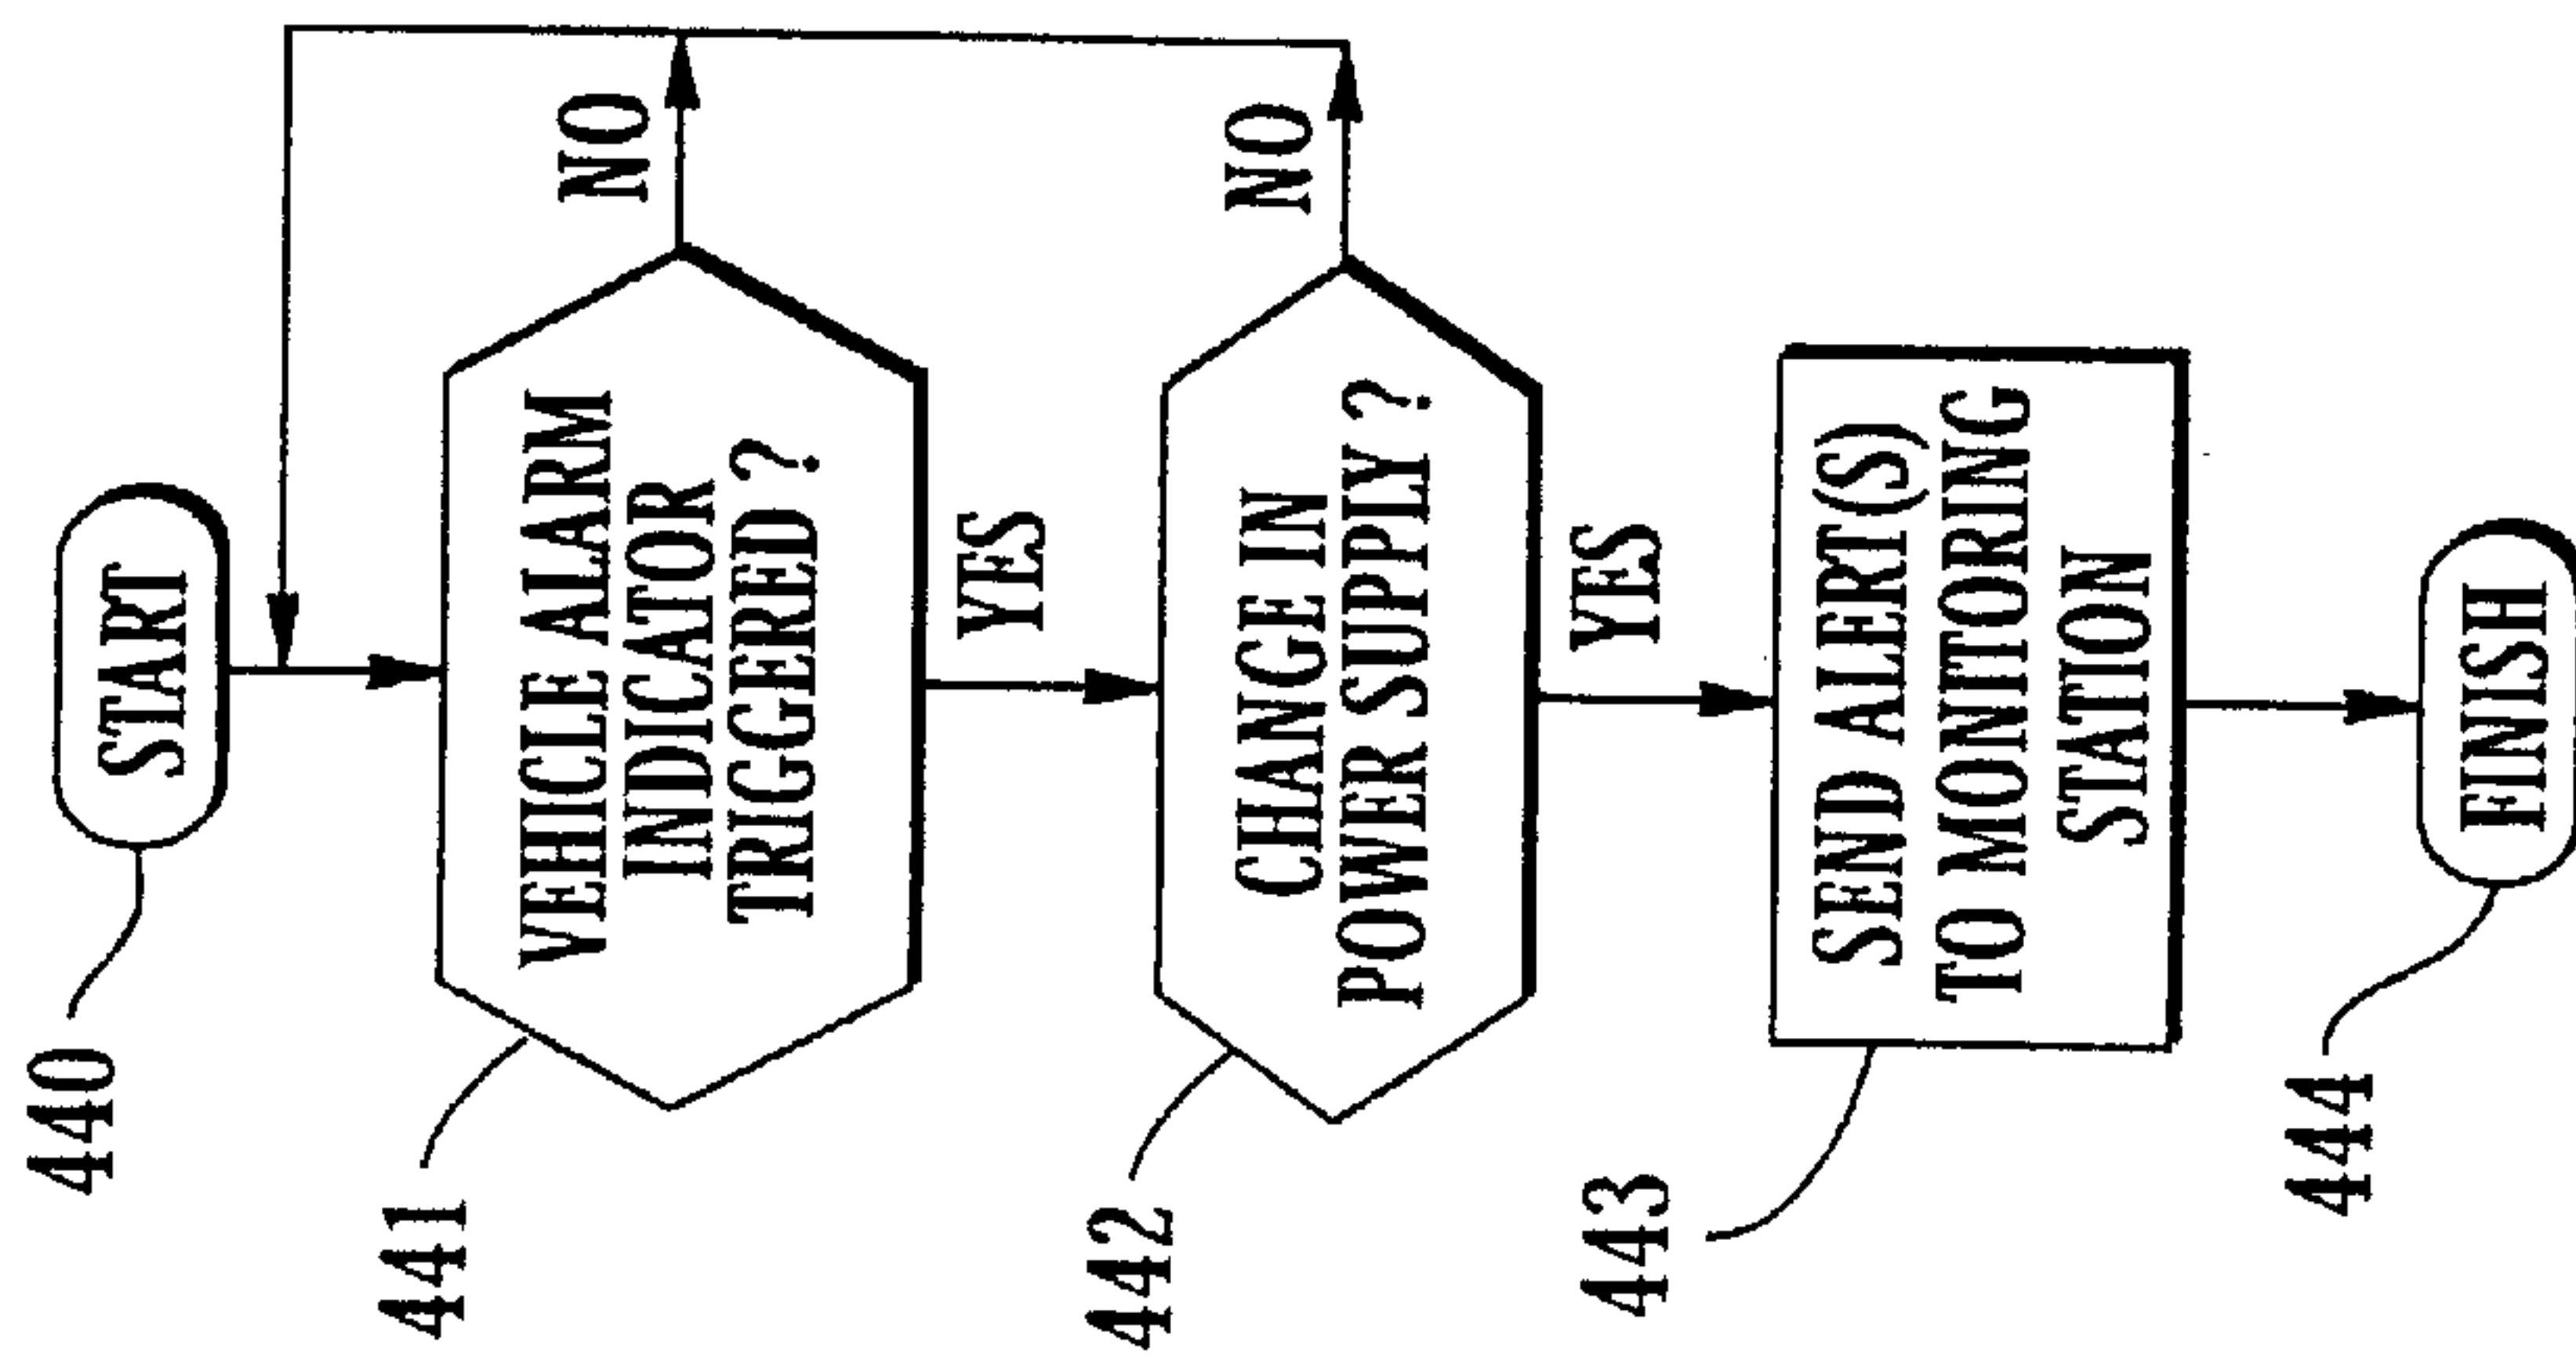 440
START
441
VEHICLE ALARM
INDICATOR
TRIGGERED ?
NO
YES
442
CHANGE IN
POWER SUPPLY ?
NO
YES
443
SEND ALERT(S)
TO MONITORING
STATION
444
FINISH